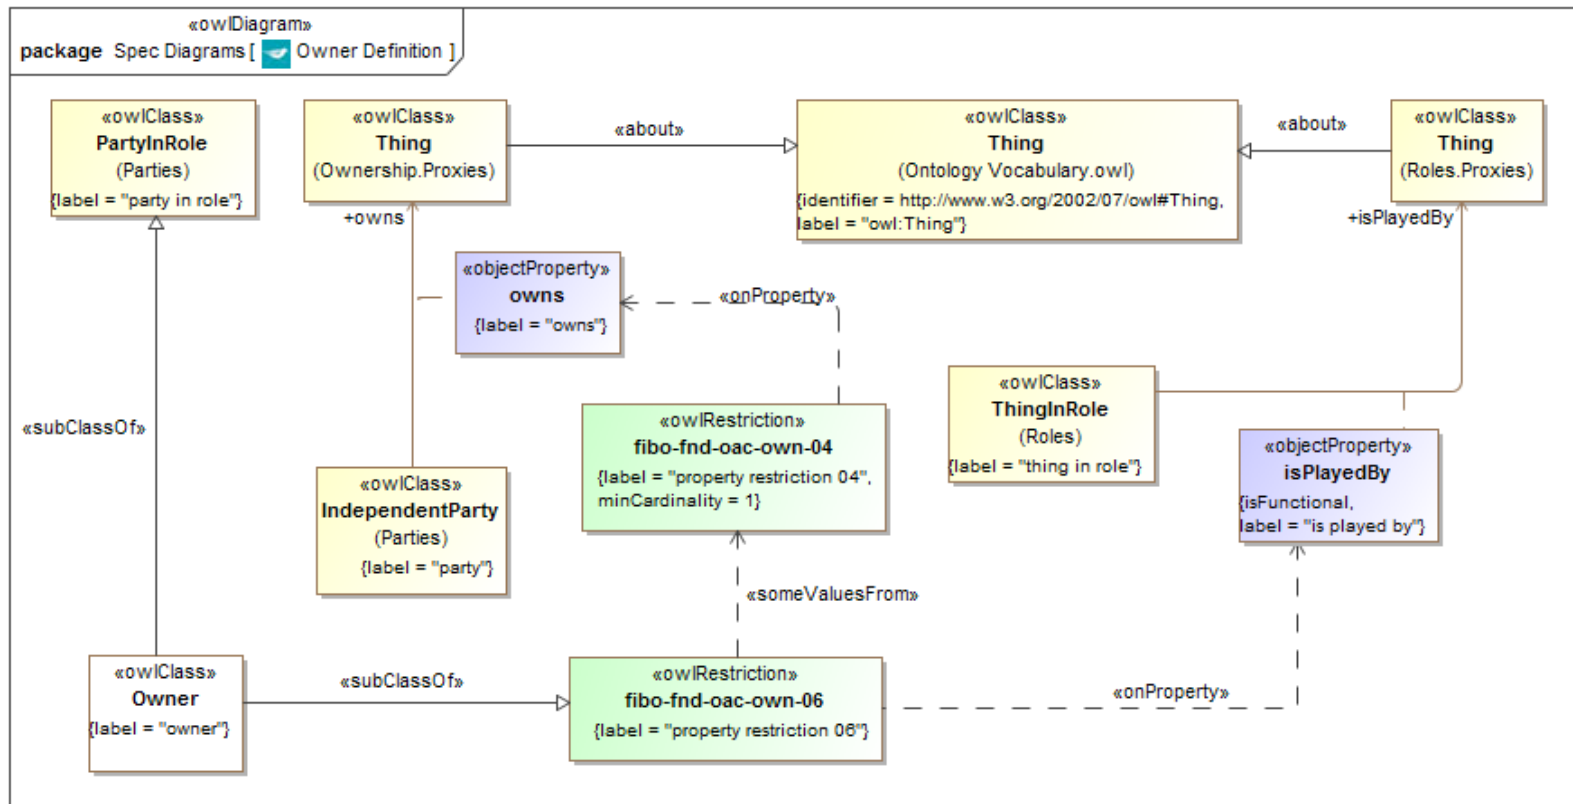 «owlDiagram»
package Spec Diagrams [ Owner Definition ]
«owlClass»
PartyInRole
(Parties)
{label = "party in role"}
«owlClass»
Thing
(Ownership.Proxies)
«about»
«owlClass»
Thing
(Ontology Vocabulary.owl)
{identifier = http://www.w3.org/2002/07/owl#Thing,
label = "owl:Thing"}
«about»
«owlClass»
Thing
(Roles.Proxies)
+owns
+isPlayedBy
«objectProperty»
owns
{label = "owns"}
«onProperty»
«subClassOf»
«owlRestriction»
fibo-fnd-oac-own-04
{label = "property restriction 04",
minCardinality = 1}
«owlClass»
ThingInRole
(Roles)
{label = "thing in role"}
«objectProperty»
isPlayedBy
{isFunctional,
label = "is played by"}
«owlClass»
IndependentParty
(Parties)
{label = "party"}
«someValuesFrom»
«owlClass»
Owner
{label = "owner"}
«subClassOf»
«owlRestriction»
fibo-fnd-oac-own-06
{label = "property restriction 06"}
«onProperty»